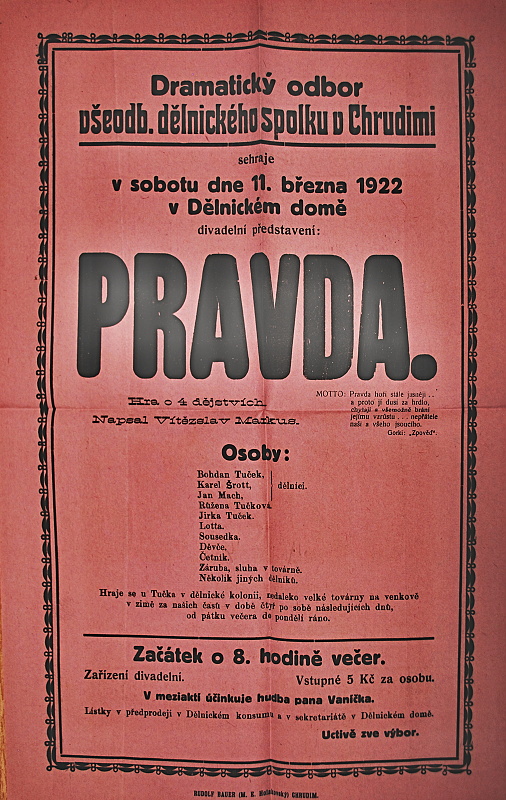 Dramatický odbor
všeodb. dělnického spolku v Chrudimi
sehraje
v sobotu dne 11. března 1922
v Dělnickém domě
divadelní představení:
PRAVDA.
Hra o 4 dějstvích.
Napsal Vítězslav Markus.
MOTTO: Pravda hoří stále jasněji . .
a proto ji dusí za hrdlo,
chytají a všemožně brání
jejímu vzrůstu, . . nepřátele
naši a všeho jsoucího.
Gorki: „Zpověď".
Osoby:
Bohdan Tuček,
Karel Šrott, dělníci.
Jan Mach,
Růžena Tučková
Jirka Tuček.
Lotta.
Sousedka.
Děvče,
Četník.
Záruba, sluha v továrně.
Několik jiných dělníků.
Hraje se u Tučka v dělnické kolonii, nedaleko velké továrny na venkově
v zimě za našich časů v době čtyř po sobě následujících dnů,
od pátku večera do pondělí ráno.
Začátek o 8. hodině večer.
Zařízení divadelní. Vstupné 5 Kč za osobu.
V meziaktí účinkuje hudba pana Vaníčka.
Lístky v předprodeji v Dělnickém konsumu a v sekretariátě v Dělnickém domě.
Uctivě zve výbor.
RUDOLF BAUER (M. E. CHRUDIM.